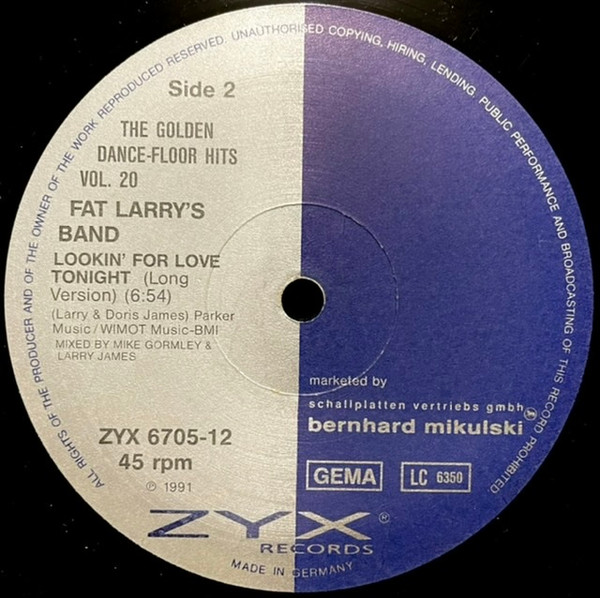 ALL RIGHTS OF THE PRODUCER AND OF THE OWNER OF THE WORK REPRODUCED RESERVED. UNAUTHORISED COPYING, HIRING, LENDING, PUBLIC PERFORMANCE AND BROADCASTING OF THIS RECORD PROHIBITED
Side 2
THE GOLDEN
DANCE-FLOOR HITS
VOL. 20
FAT LARRY'S
BAND
LOOKIN' FOR LOVE
TONIGHT (Long
Version) (6:54)
(Larry & Doris James) Parker
Music/WIMOT Music-BMI
MIXED BY MIKE GORMLEY &
LARRY JAMES
marketed by
schallplatten vertriebs gmbh
bernhard mikulski
ZYX 6705-12
45 rpm
GEMA
LC 6350
℗ 1991
ZYX®
RECORDS
MADE IN GERMANY